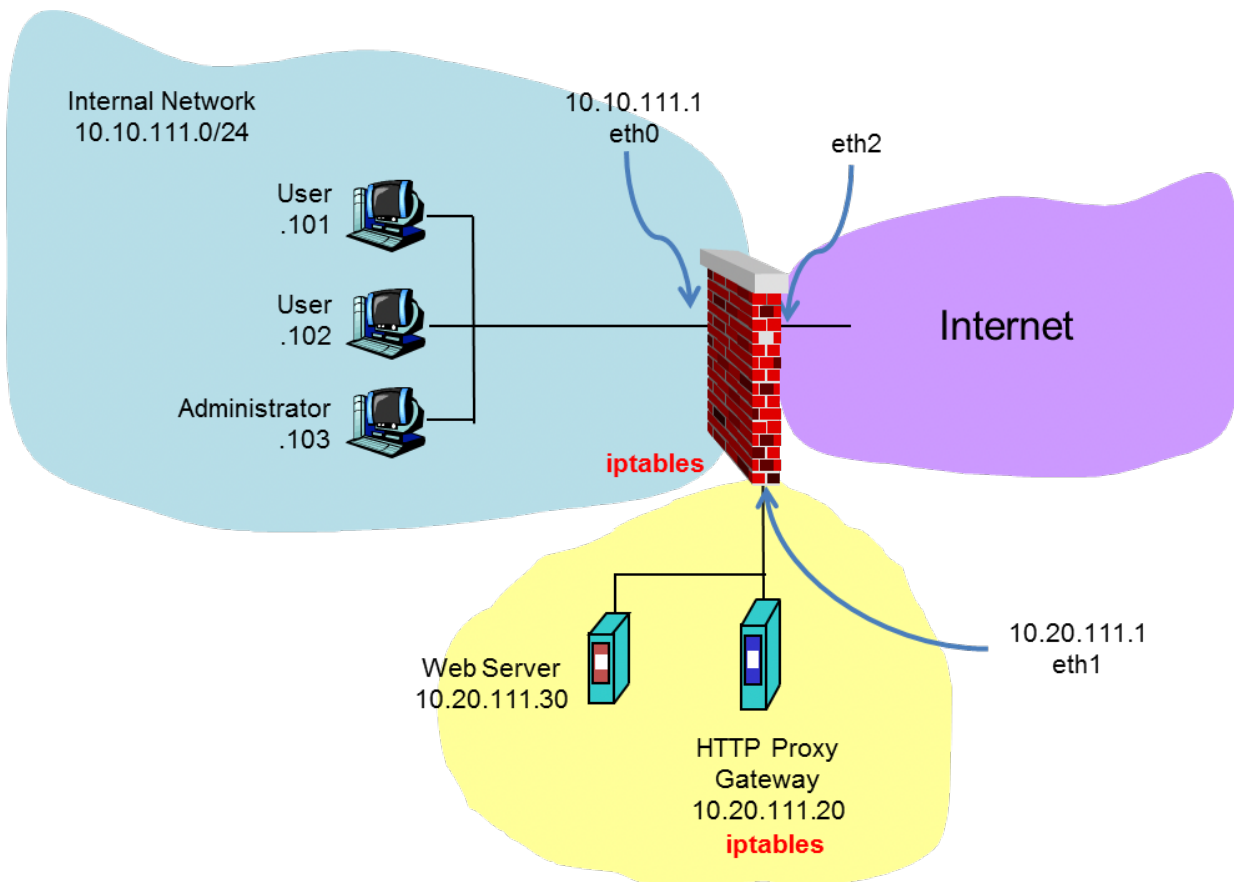 Internal Network
10.10.111.0/24
10.10.111.1
eth0
eth2
User
.101
User
.102
Administrator
.103
Internet
iptables
10.20.111.1
eth1
Web Server
10.20.111.30
HTTP Proxy
Gateway
10.20.111.20
iptables